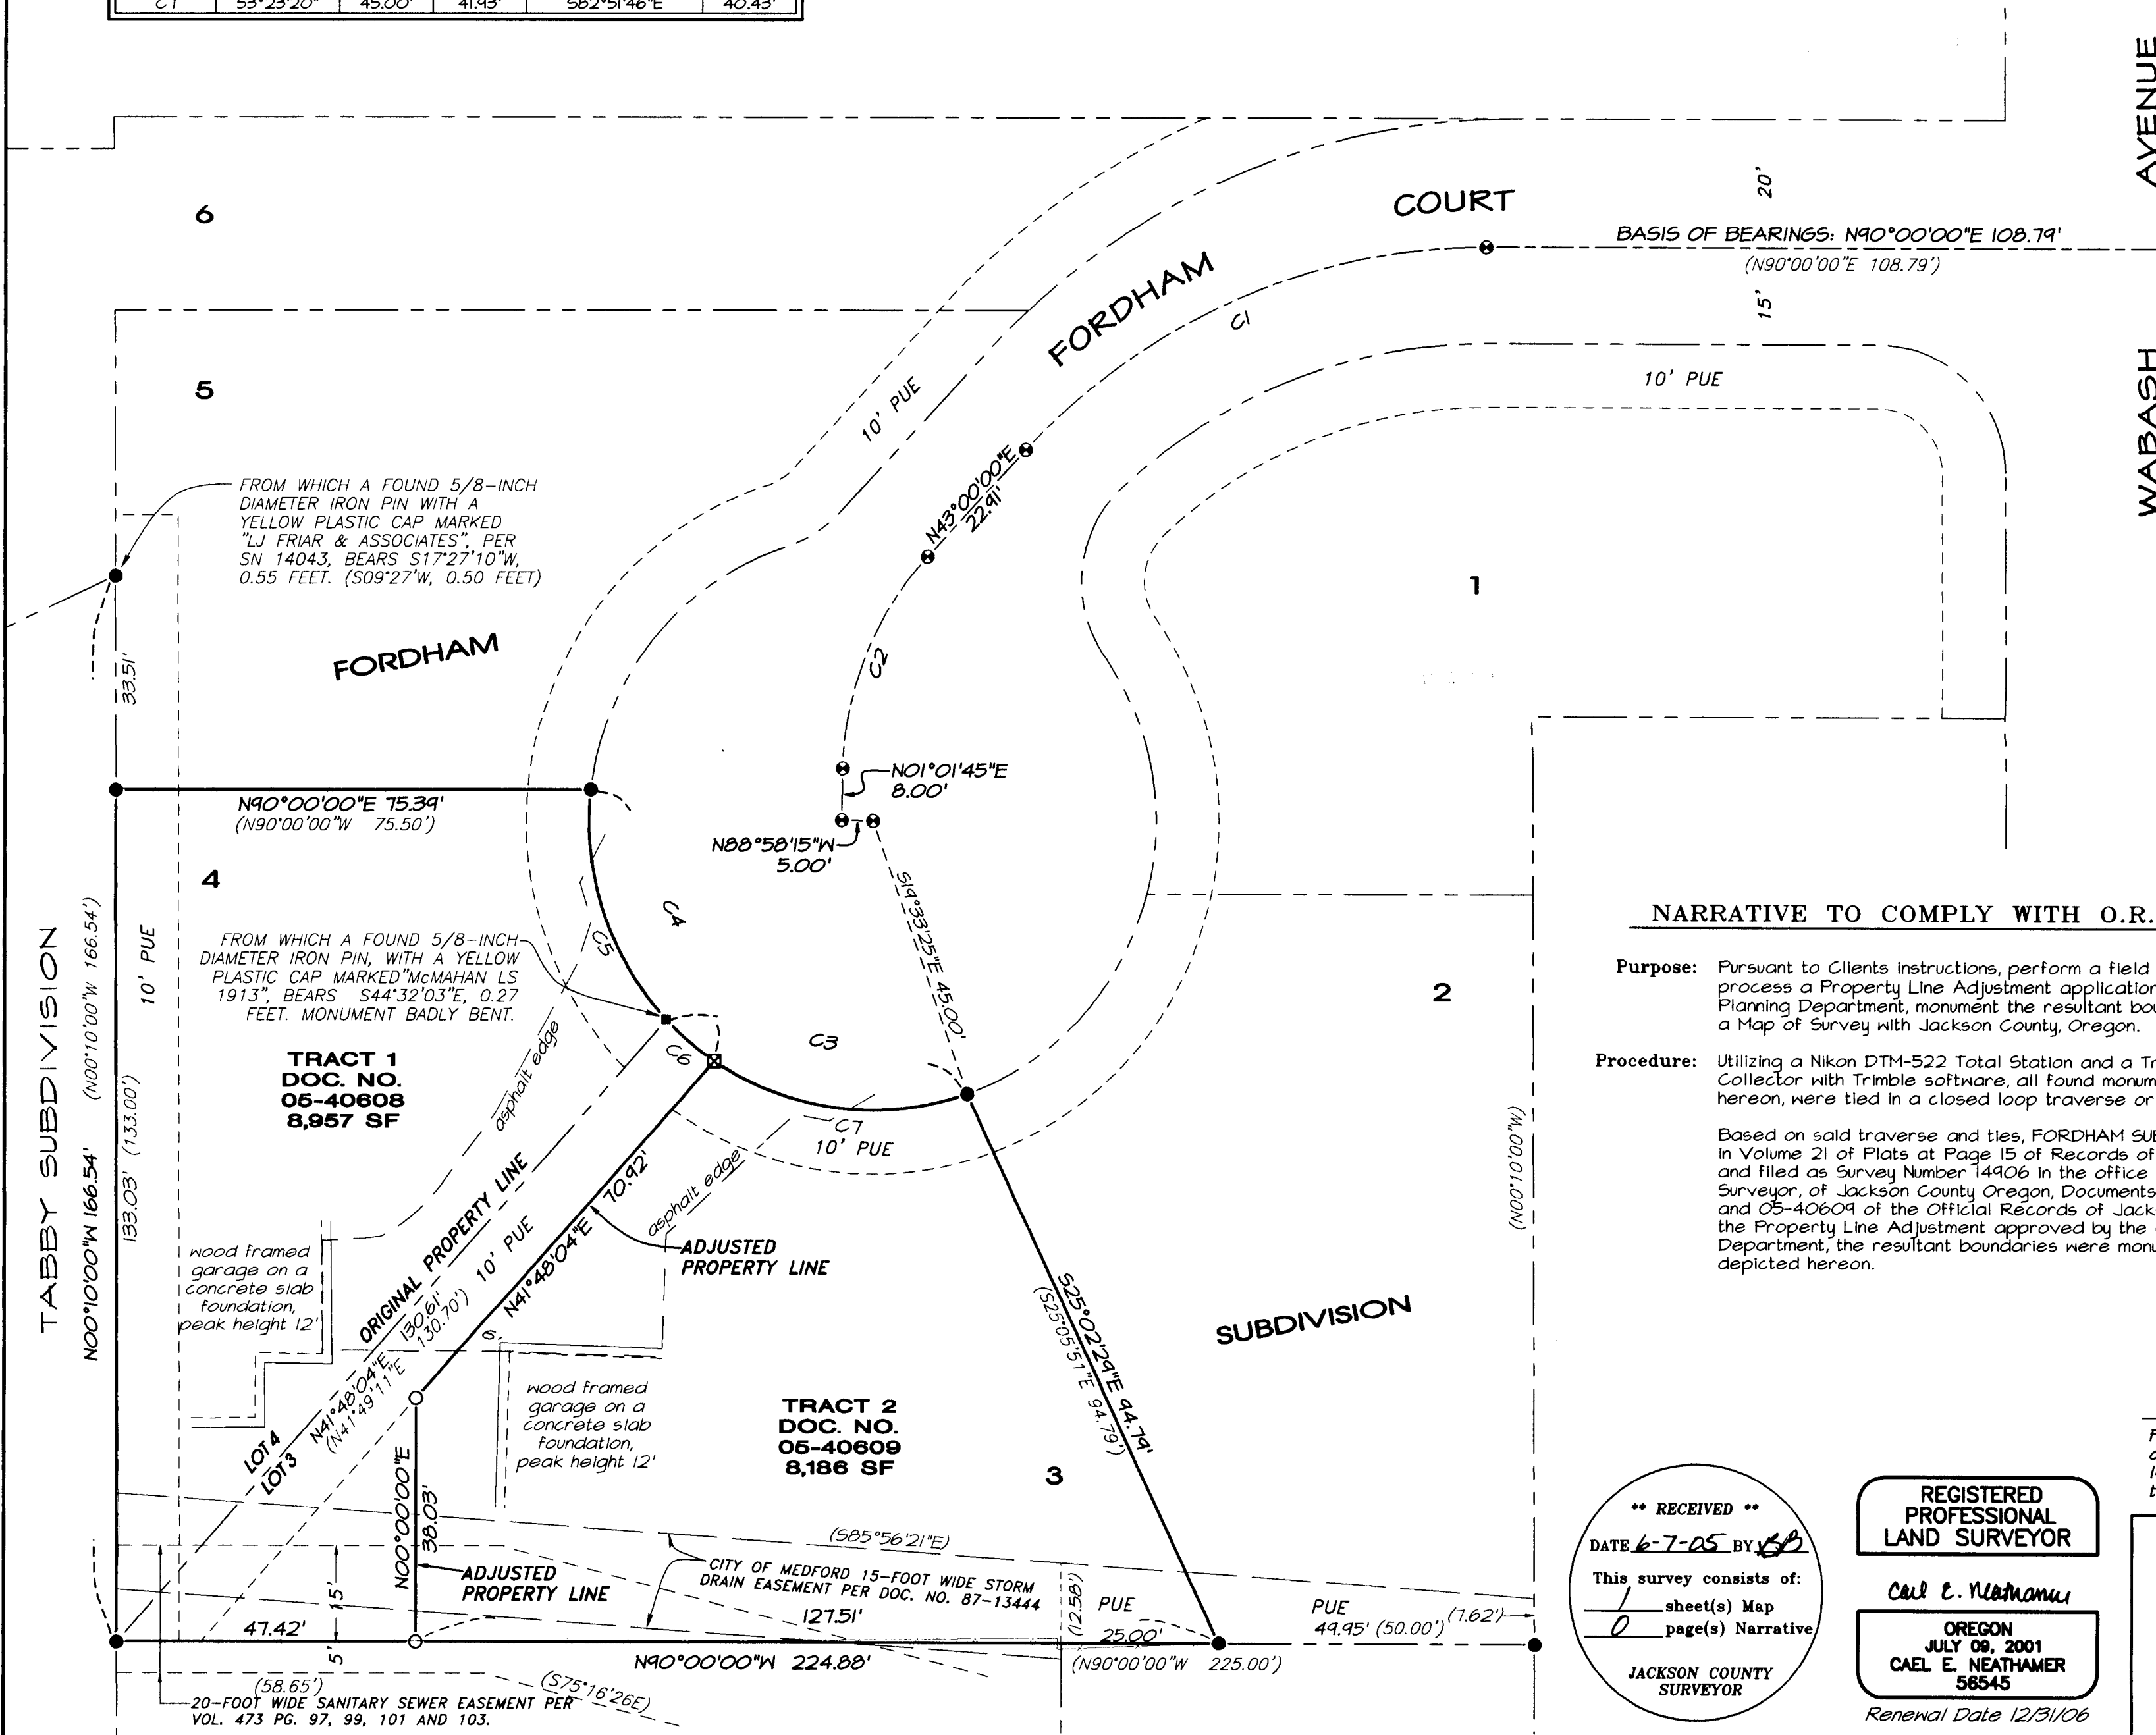 C7 53°23'20" 45.00' 41.93' S82°51'46"E 40.43'
AVENUE
WABASH
COURT
FORDHAM
20'
BASIS OF BEARINGS: N90°00'00"E 108.79'
(N90°00'00"E 108.79')
15'
C1
10' PUE
10' PUE
6
5
N43°00'00"E
22.91'
FROM WHICH A FOUND 5/8-INCH
DIAMETER IRON PIN WITH A
YELLOW PLASTIC CAP MARKED
"LJ FRIAR & ASSOCIATES", PER
SN 14043, BEARS S17°27'10"W,
0.55 FEET. (S09°27'W, 0.50 FEET)
1
33.51'
FORDHAM
C2
N01°01'45"E
8.00'
N88°58'15"W
5.00'
N90°00'00"E 75.39'
(N90°00'00"W 75.50')
4
C4
C5
S19°33'25"E 45.00'
FROM WHICH A FOUND 5/8-INCH
DIAMETER IRON PIN, WITH A YELLOW
PLASTIC CAP MARKED"McMAHAN LS
1913", BEARS S44°32'03"E, 0.27
FEET. MONUMENT BADLY BENT.
TABBY SUBDIVISION
N00°10'00"W 166.54' (N00°10'00"W 166.54')
133.03' (133.00')
10' PUE
TRACT 1
DOC. NO.
05-40608
8,957 SF
asphalt edge
C6
C3
C7
10' PUE
2
(N00°10'00"W)
asphalt edge
ORIGINAL PROPERTY LINE
N41°48'04"E 130.61'
(N41°49'11"E 130.70')
10' PUE
N41°48'04"E 70.92'
ADJUSTED
PROPERTY LINE
6'
wood framed
garage on a
concrete slab
foundation,
peak height 12'
LOT 4
LOT 3
wood framed
garage on a
concrete slab
foundation,
peak height 12'
TRACT 2
DOC. NO.
05-40609
8,186 SF
3
S25°02'29"E 94.79'
(S25°05'51"E 94.79')
SUBDIVISION
N00°00'00"E
38.03'
ADJUSTED
PROPERTY LINE
(S85°56'21"E)
CITY OF MEDFORD 15-FOOT WIDE STORM
DRAIN EASEMENT PER DOC. NO. 87-13444
15'
5'
47.42'
127.51'
(12.58')
PUE
25.00'
PUE
49.95' (50.00')
(7.62')
N90°00'00"W 224.88'
(N90°00'00"W 225.00')
(58.65')
(S75°16'26E)
20-FOOT WIDE SANITARY SEWER EASEMENT PER
VOL. 473 PG. 97, 99, 101 AND 103.
NARRATIVE TO COMPLY WITH O.R.
Purpose: Pursuant to Clients instructions, perform a field
process a Property Line Adjustment application
Planning Department, monument the resultant bou
a Map of Survey with Jackson County, Oregon.
Procedure: Utilizing a Nikon DTM-522 Total Station and a Tr
Collector with Trimble software, all found monum
hereon, were tied in a closed loop traverse or
Based on said traverse and ties, FORDHAM SUB
in Volume 21 of Plats at Page 15 of Records of
and filed as Survey Number 14906 in the office
Surveyor, of Jackson County Oregon, Documents
and 05-40609 of the Official Records of Jack
the Property Line Adjustment approved by the
Department, the resultant boundaries were monu
depicted hereon.
** RECEIVED **
DATE 6-7-05 BY BB
This survey consists of:
1 sheet(s) Map
0 page(s) Narrative
JACKSON COUNTY
SURVEYOR
REGISTERED
PROFESSIONAL
LAND SURVEYOR
Cael E. Neathamer
OREGON
JULY 09, 2001
CAEL E. NEATHAMER
56545
Renewal Date 12/31/06